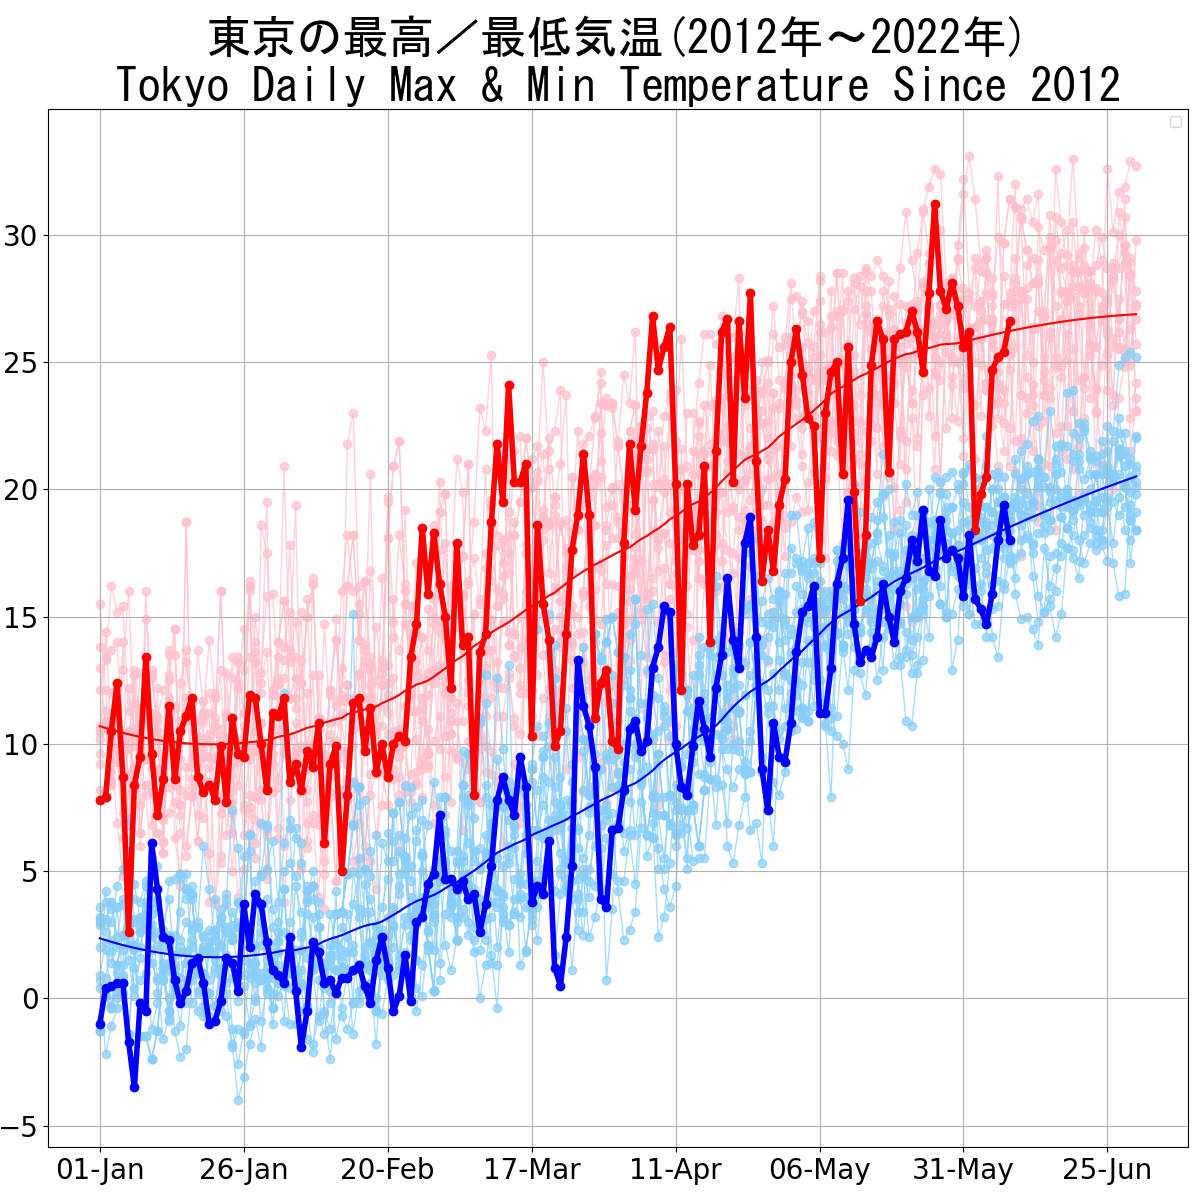 東京の最高／最低気温(2012年～2022年)
Tokyo Daily Max & Min Temperature Since 2012
30
25
20
15
10
5
0
−5
01-Jan 26-Jan 20-Feb 17-Mar 11-Apr 06-May 31-May 25-Jun